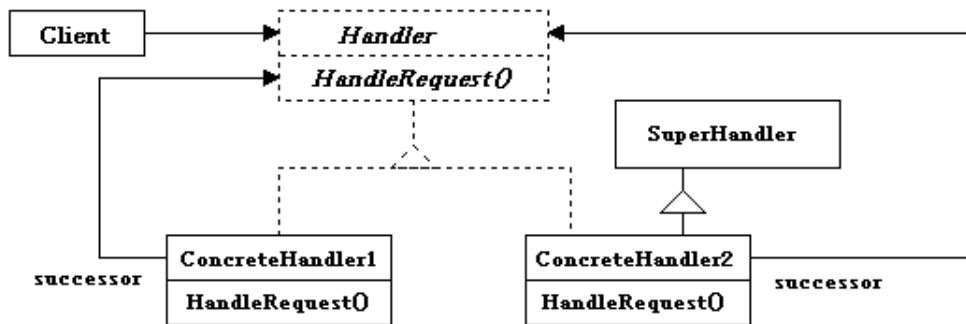 Client
Handler
HandleRequest()
SuperHandler
ConcreteHandler1
HandleRequest()
successor
ConcreteHandler2
HandleRequest()
successor